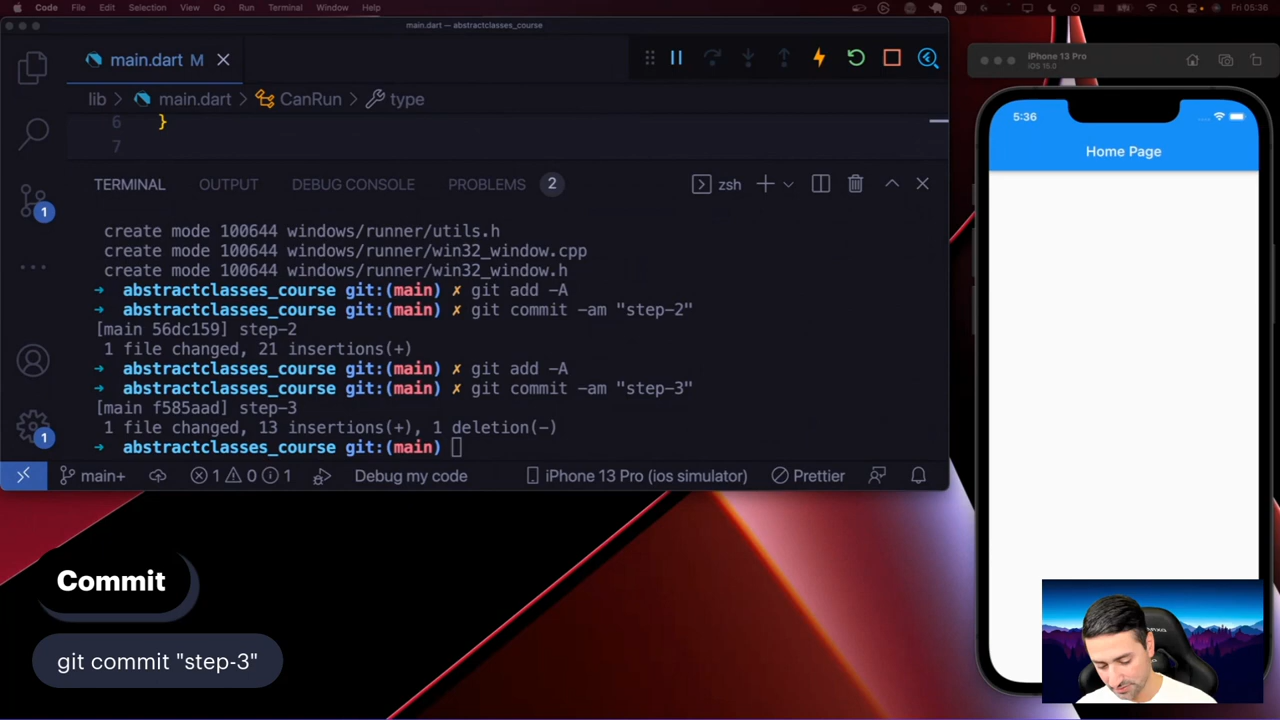 Code File Edit Selection View Go Run Terminal Window Help
Fri 05:36
main.dart — abstractclasses_course
main.dart M
lib > main.dart > CanRun > type
6 }
7
TERMINAL OUTPUT DEBUG CONSOLE PROBLEMS 2
zsh
create mode 100644 windows/runner/utils.h
create mode 100644 windows/runner/win32_window.cpp
create mode 100644 windows/runner/win32_window.h
➜ abstractclasses_course git:(main) ✗ git add -A
➜ abstractclasses_course git:(main) ✗ git commit -am "step-2"
[main 56dc159] step-2
1 file changed, 21 insertions(+)
➜ abstractclasses_course git:(main) ✗ git add -A
➜ abstractclasses_course git:(main) ✗ git commit -am "step-3"
[main f585aad] step-3
1 file changed, 13 insertions(+), 1 deletion(-)
➜ abstractclasses_course git:(main)
1
1
main+ 1 0 1 Debug my code iPhone 13 Pro (ios simulator) Prettier
iPhone 13 Pro
iOS 15.0
5:36
Home Page
Commit
git commit "step-3"